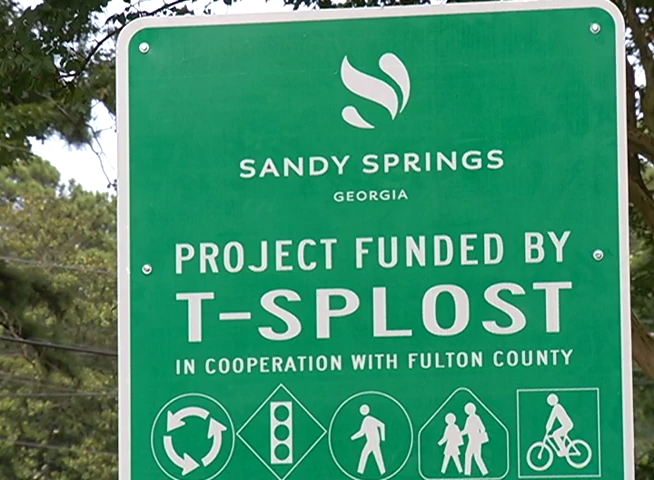 SANDY SPRINGS
GEORGIA
PROJECT FUNDED BY
T-SPLOST
IN COOPERATION WITH FULTON COUNTY